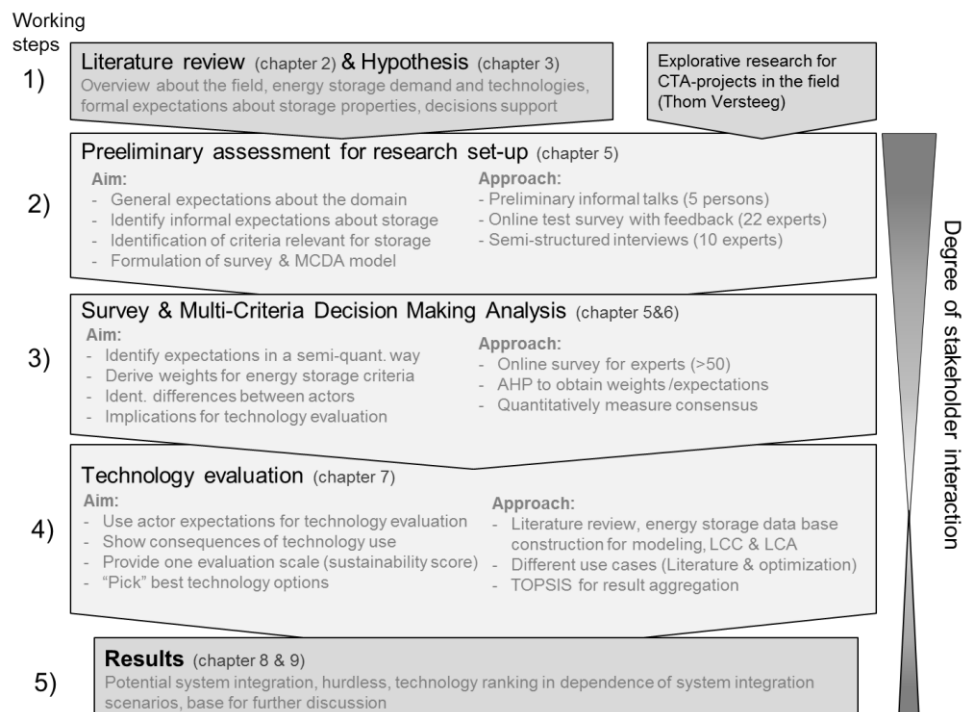 Working
steps
1)
Literature review (chapter 2) & Hypothesis (chapter 3)
Overview about the field, energy storage demand and technologies,
formal expectations about storage properties, decisions support
Explorative research for
CTA-projects in the field
(Thom Versteeg)
2)
Preeliminary assessment for research set-up (chapter 5)
Aim:
- General expectations about the domain
- Identify informal expectations about storage
- Identification of criteria relevant for storage
- Formulation of survey & MCDA model
Approach:
- Preliminary informal talks (5 persons)
- Online test survey with feedback (22 experts)
- Semi-structured interviews (10 experts)
3)
Survey & Multi-Criteria Decision Making Analysis (chapter 5&6)
Aim:
- Identify expectations in a semi-quant. way
- Derive weights for energy storage criteria
- Ident. differences between actors
- Implications for technology evaluation
Approach:
- Online survey for experts (>50)
- AHP to obtain weights /expectations
- Quantitatively measure consensus
4)
Technology evaluation (chapter 7)
Aim:
- Use actor expectations for technology evaluation
- Show consequences of technology use
- Provide one evaluation scale (sustainability score)
- “Pick” best technology options
Approach:
- Literature review, energy storage data base
construction for modeling, LCC & LCA
- Different use cases (Literature & optimization)
- TOPSIS for result aggregation
5)
Results (chapter 8 & 9)
Potential system integration, hurdless, technology ranking in dependence of system integration
scenarios, base for further discussion
Degree of stakeholder interaction